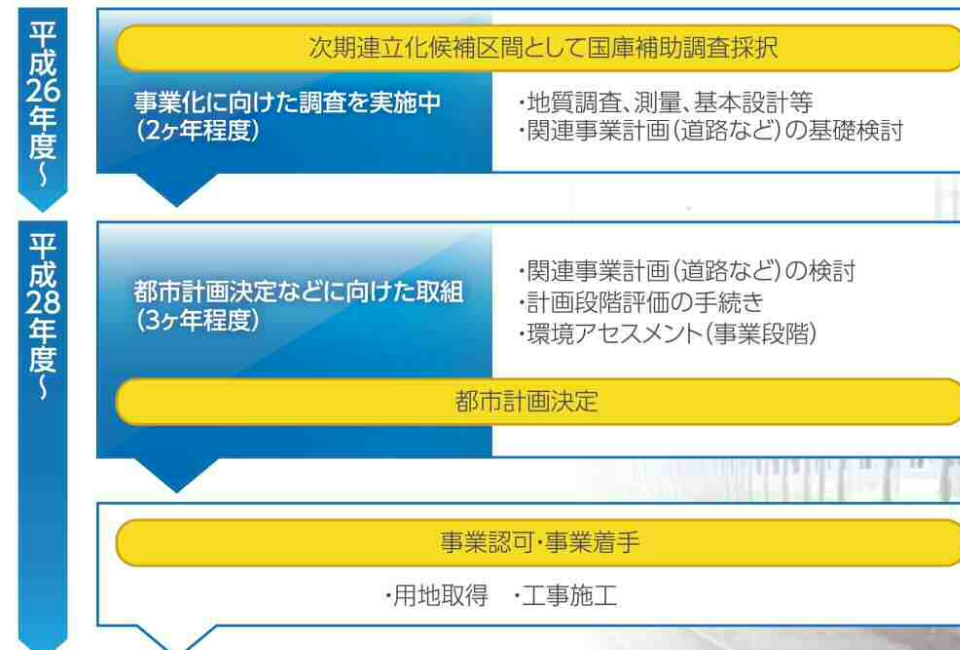 平成26年度～
次期連立化候補区間として国庫補助調査採択
事業化に向けた調査を実施中
(2ヶ年程度)
・地質調査、測量、基本設計等
・関連事業計画(道路など)の基礎検討
平成28年度～
都市計画決定などに向けた取組
(3ヶ年程度)
・関連事業計画(道路など)の検討
・計画段階評価の手続き
・環境アセスメント(事業段階)
都市計画決定
事業認可・事業着手
・用地取得　・工事施工